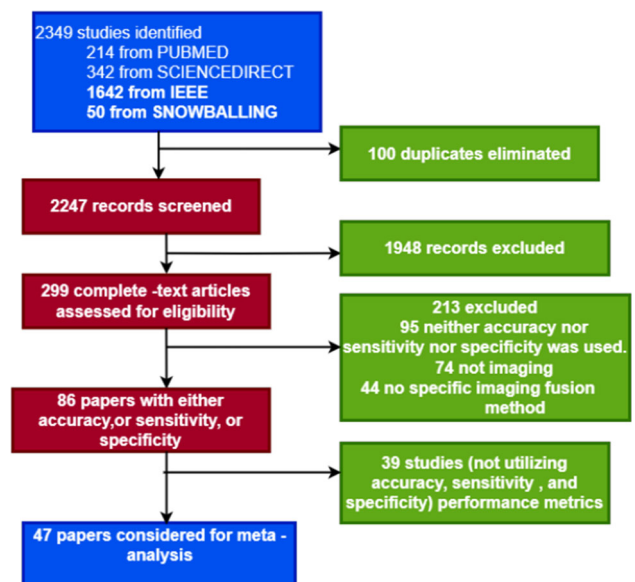 2349 studies identified
214 from PUBMED
342 from SCIENCEDIRECT
1642 from IEEE
50 from SNOWBALLING
100 duplicates eliminated
2247 records screened
1948 records excluded
299 complete -text articles
assessed for eligibility
213 excluded
95 neither accuracy nor
sensitivity nor specificity was used.
74 not imaging
44 no specific imaging fusion
method
86 papers with either
accuracy,or sensitivity, or
specificity
39 studies (not utilizing
accuracy, sensitivity , and
specificity) performance metrics
47 papers considered for meta -
analysis